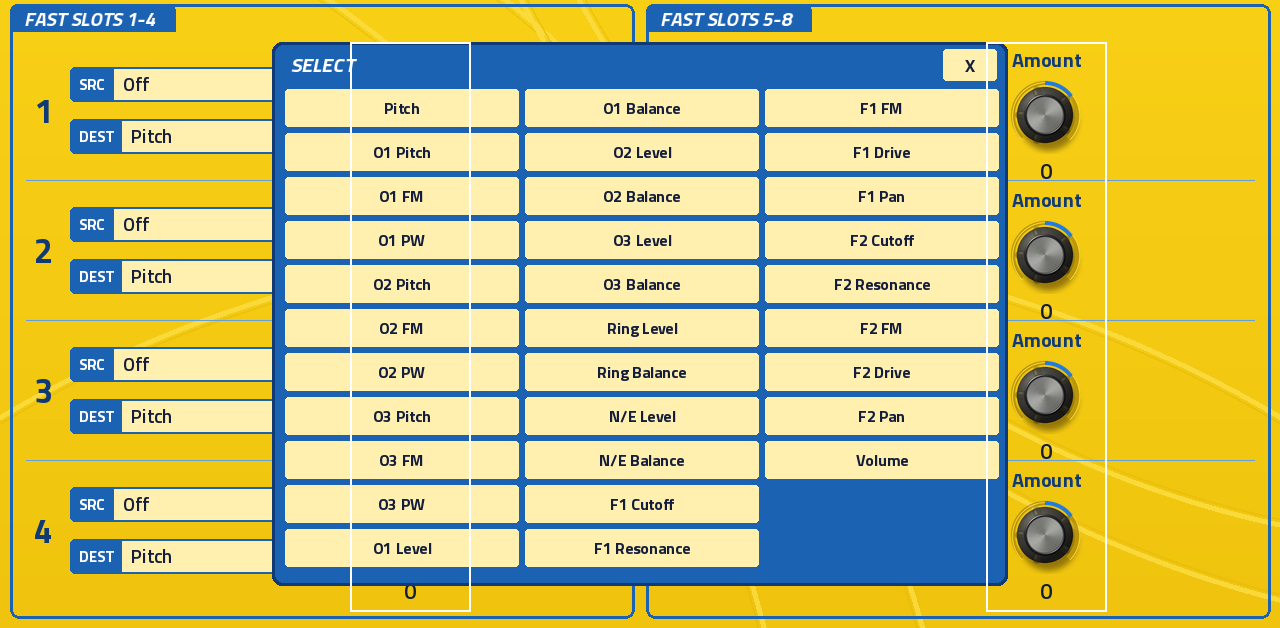 FAST SLOTS 1-4
FAST SLOTS 5-8
SELECT
X
Pitch
O1 Pitch
O1 FM
O1 PW
O2 Pitch
O2 FM
O2 PW
O3 Pitch
O3 FM
O3 PW
O1 Level
O1 Balance
O2 Level
O2 Balance
O3 Level
O3 Balance
Ring Level
Ring Balance
N/E Level
N/E Balance
F1 Cutoff
F1 Resonance
F1 FM
F1 Drive
F1 Pan
F2 Cutoff
F2 Resonance
F2 FM
F2 Drive
F2 Pan
Volume
1
SRC Off
DEST Pitch
2
SRC Off
DEST Pitch
3
SRC Off
DEST Pitch
4
SRC Off
DEST Pitch
0
Amount
0
Amount
0
Amount
0
Amount
0